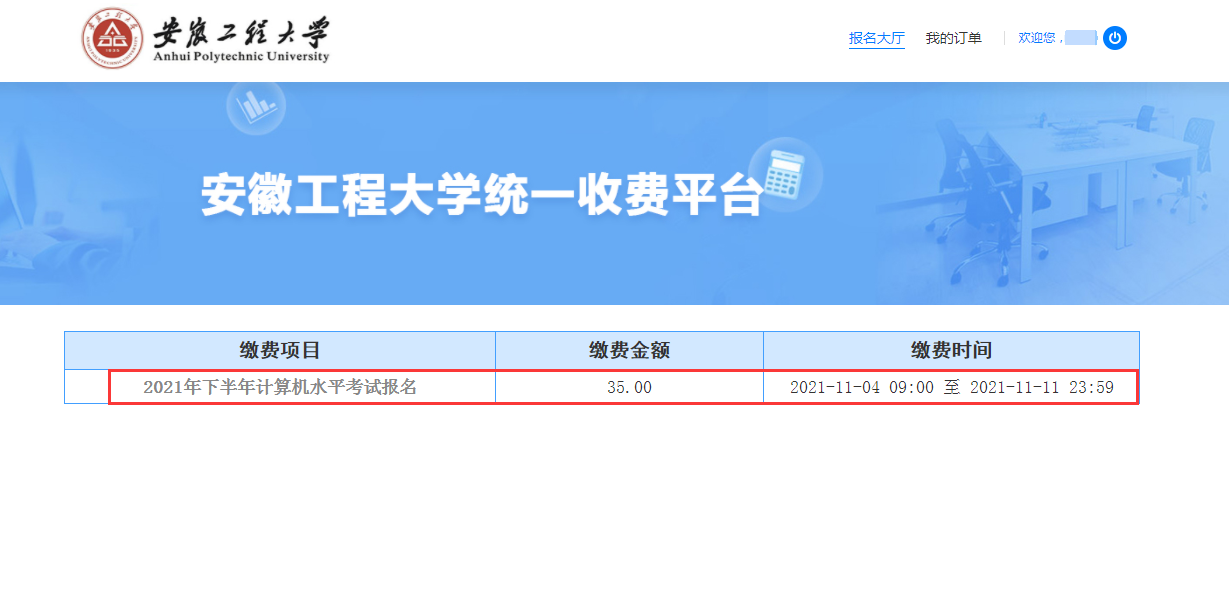 安徽工程大学
Anhui Polytechnic University
报名大厅 我的订单 欢迎您,
安徽工程大学统一收费平台
缴费项目 缴费金额 缴费时间
2021年下半年计算机水平考试报名 35.00 2021-11-04 09:00 至 2021-11-11 23:59